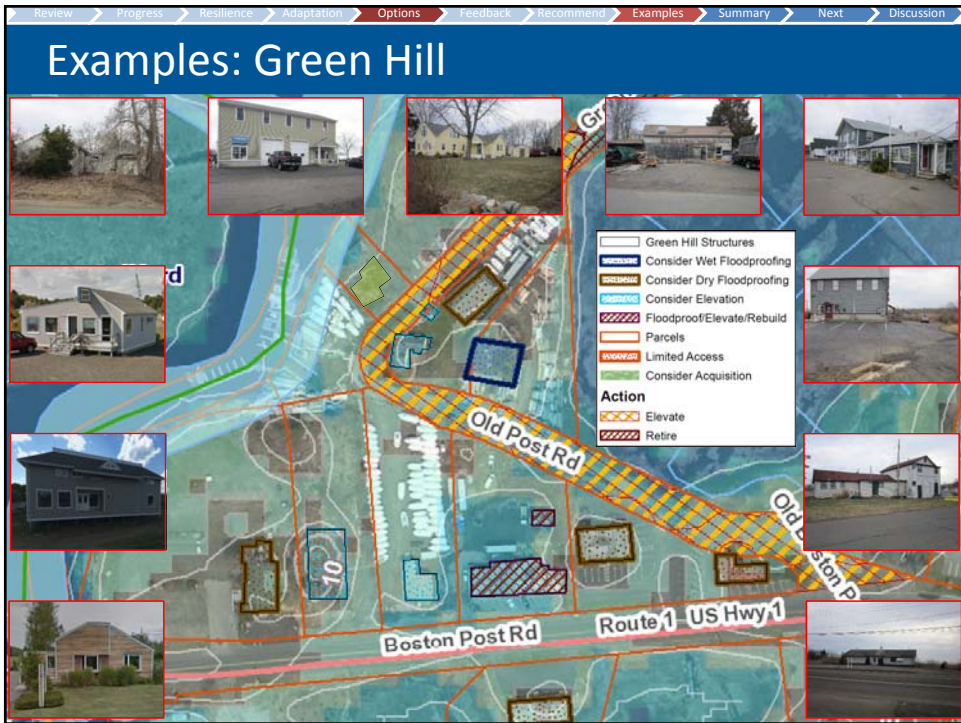 Review Progress Resilience Adaptation Options Feedback Recommend Examples Summary Next Discussion
Examples: Green Hill
Green Hill Structures
Consider Wet Floodproofing
Consider Dry Floodproofing
Consider Elevation
Floodproof/Elevate/Rebuild
Parcels
Limited Access
Consider Acquisition
Action
Elevate
Retire
Old Post Rd
10
Boston Post Rd
Route 1
US Hwy 1